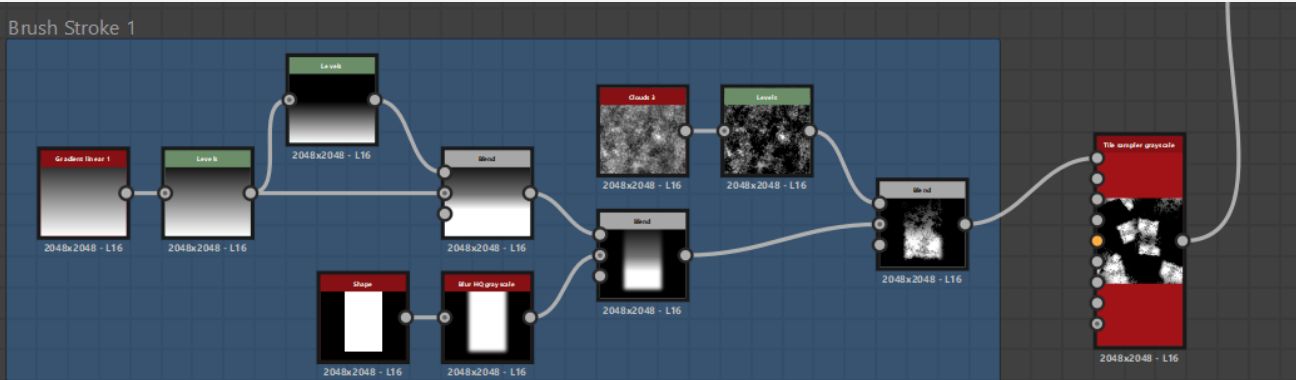 Brush Stroke 1
Levels
2048x2048 - L16
Gradient linear 1
2048x2048 - L16
Levels
2048x2048 - L16
Blend
2048x2048 - L16
Clouds 3
2048x2048 - L16
Levels
2048x2048 - L16
Shape
2048x2048 - L16
Blur HQ grayscale
2048x2048 - L16
Blend
2048x2048 - L16
Blend
2048x2048 - L16
Tile sampler grayscale
2048x2048 - L16